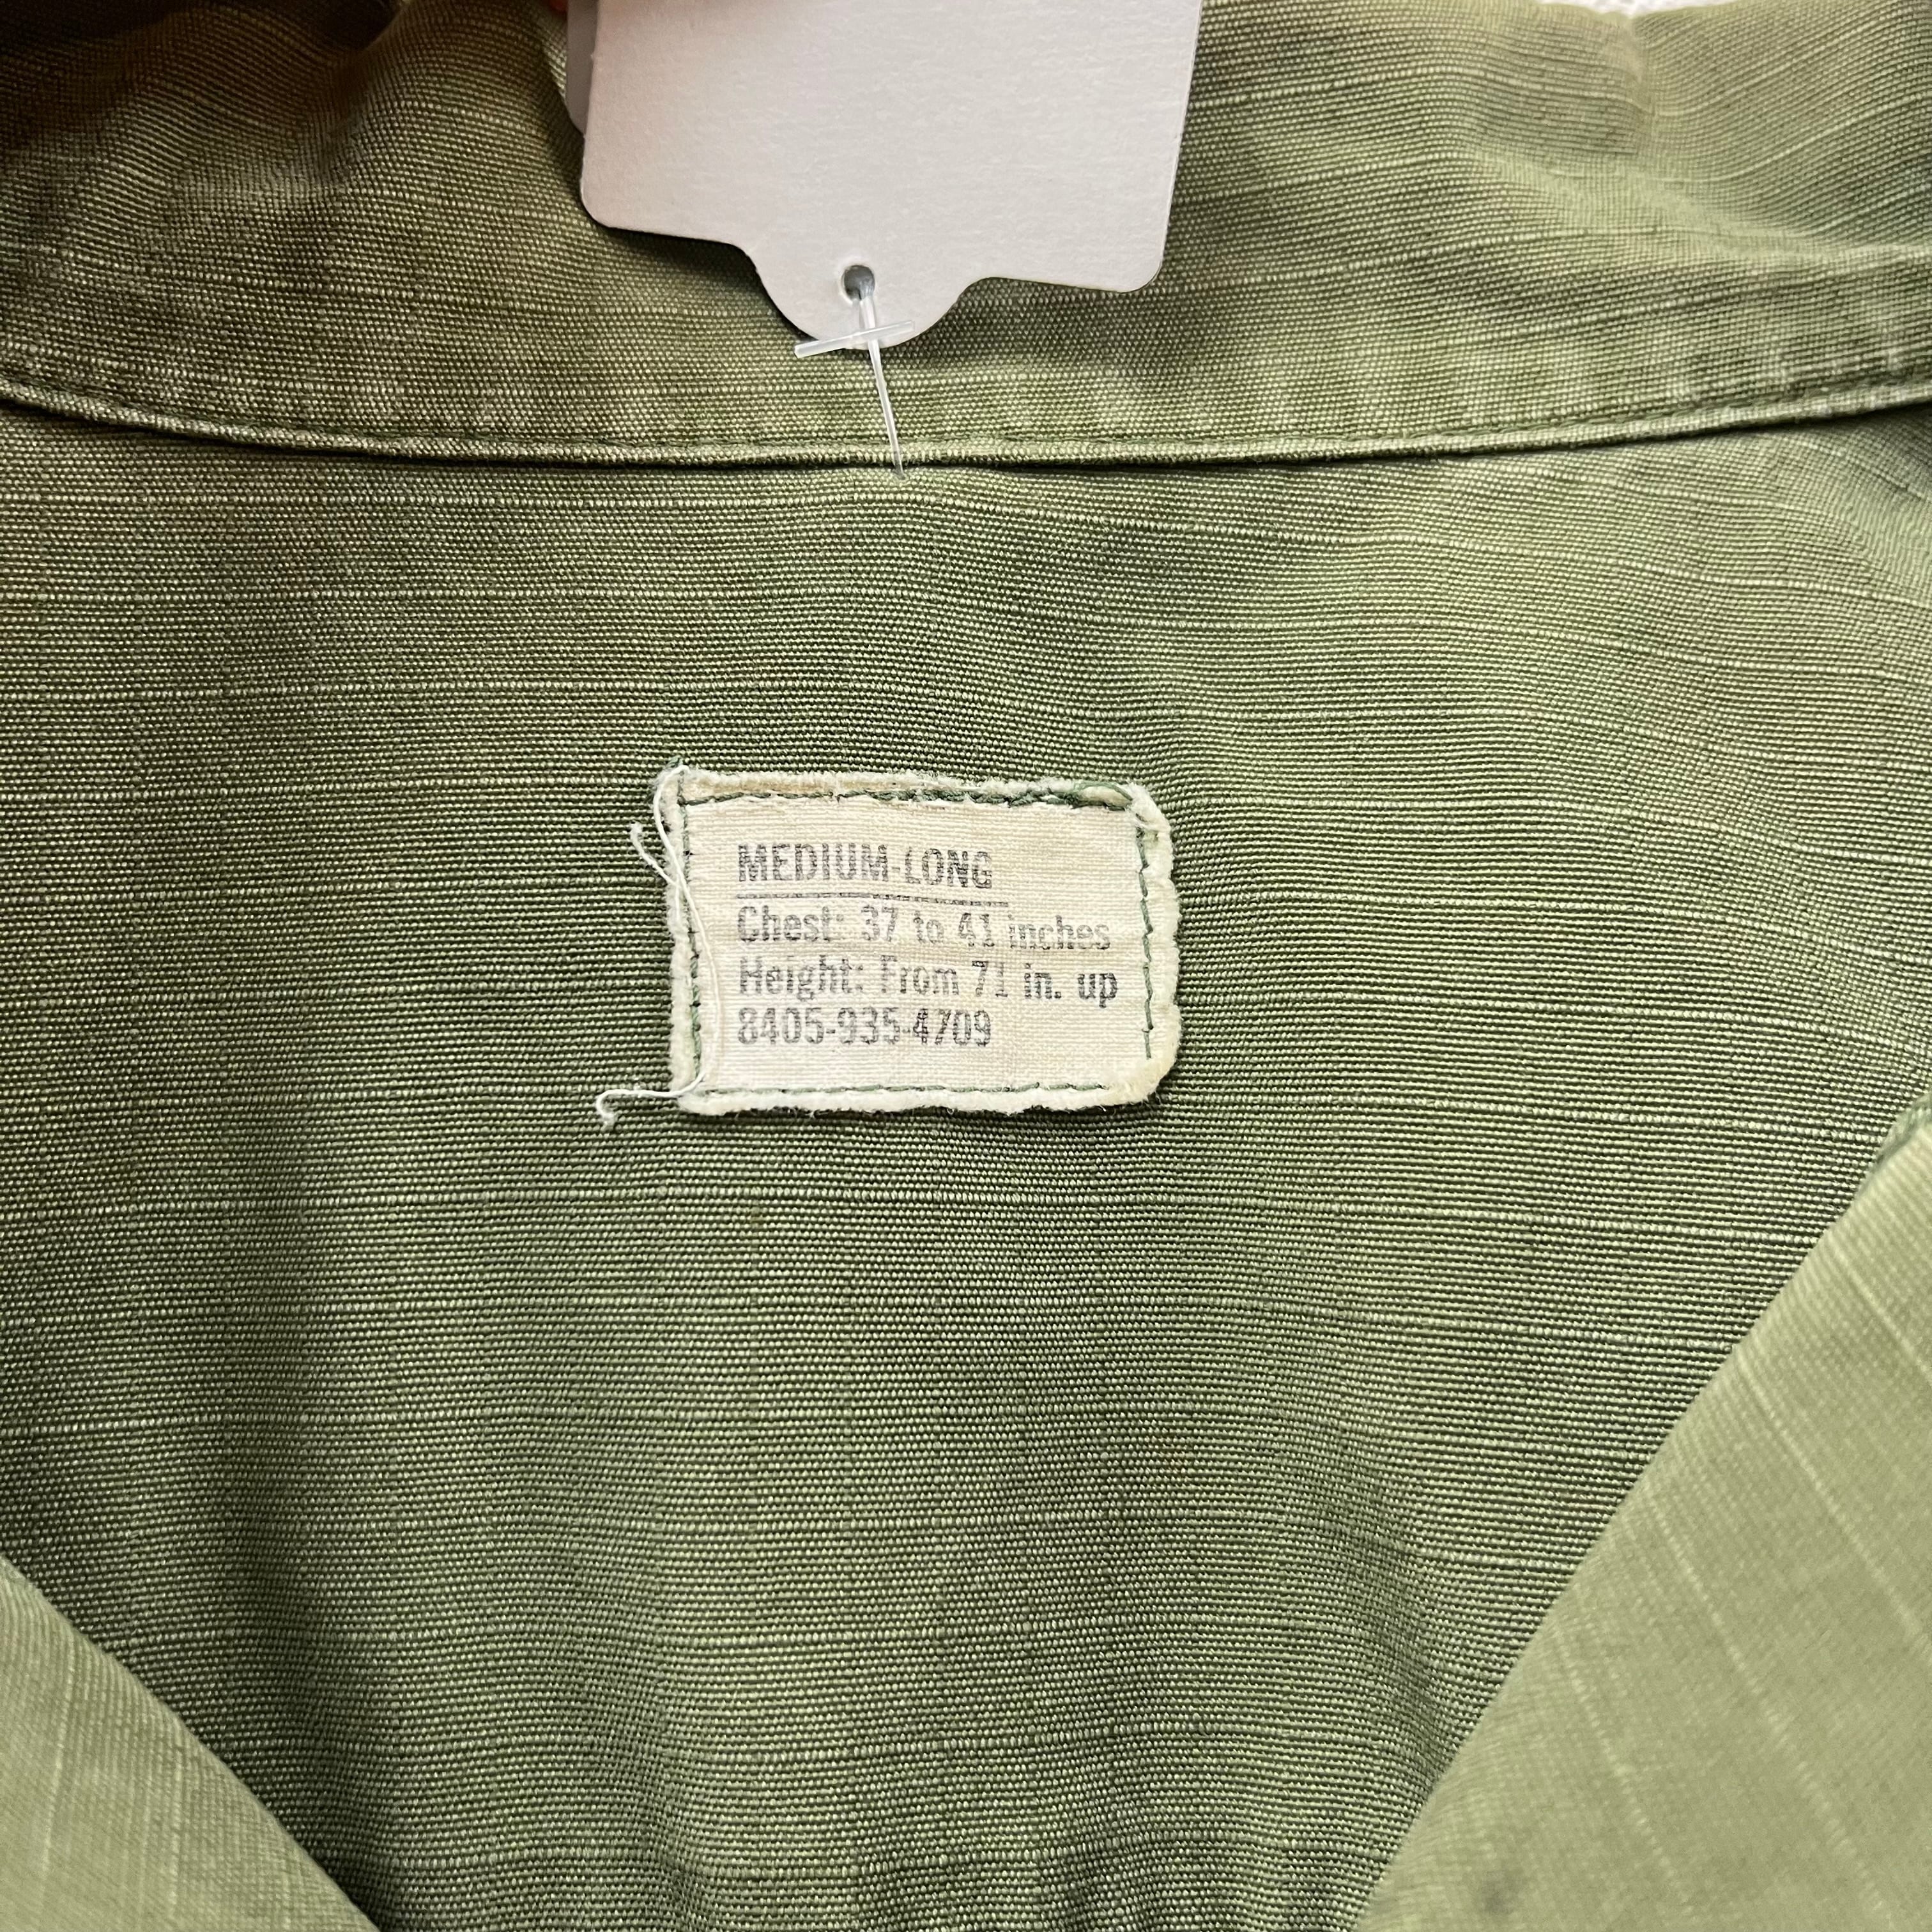 MEDIUM-LONG
Chest: 37 to 41 inches
Height: From 71 in. up
8405-935-4709